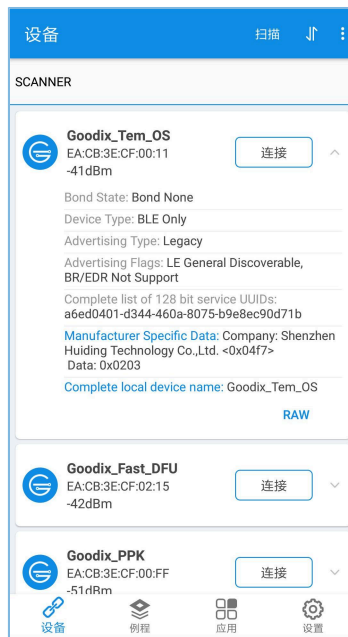 设备
扫描
SCANNER
Goodix_Tem_OS
EA:CB:3E:CF:00:11
-41dBm
连接
Bond State: Bond None
Device Type: BLE Only
Advertising Type: Legacy
Advertising Flags: LE General Discoverable,
BR/EDR Not Support
Complete list of 128 bit service UUIDs:
a6ed0401-d344-460a-8075-b9e8ec90d71b
Manufacturer Specific Data: Company: Shenzhen
Huiding Technology Co.,Ltd. <0x04f7>
Data: 0x0203
Complete local device name: Goodix_Tem_OS
RAW
Goodix_Fast_DFU
EA:CB:3E:CF:02:15
-42dBm
连接
Goodix_PPK
EA:CB:3E:CF:00:FF
-51dBm
连接
设备
例程
应用
设置